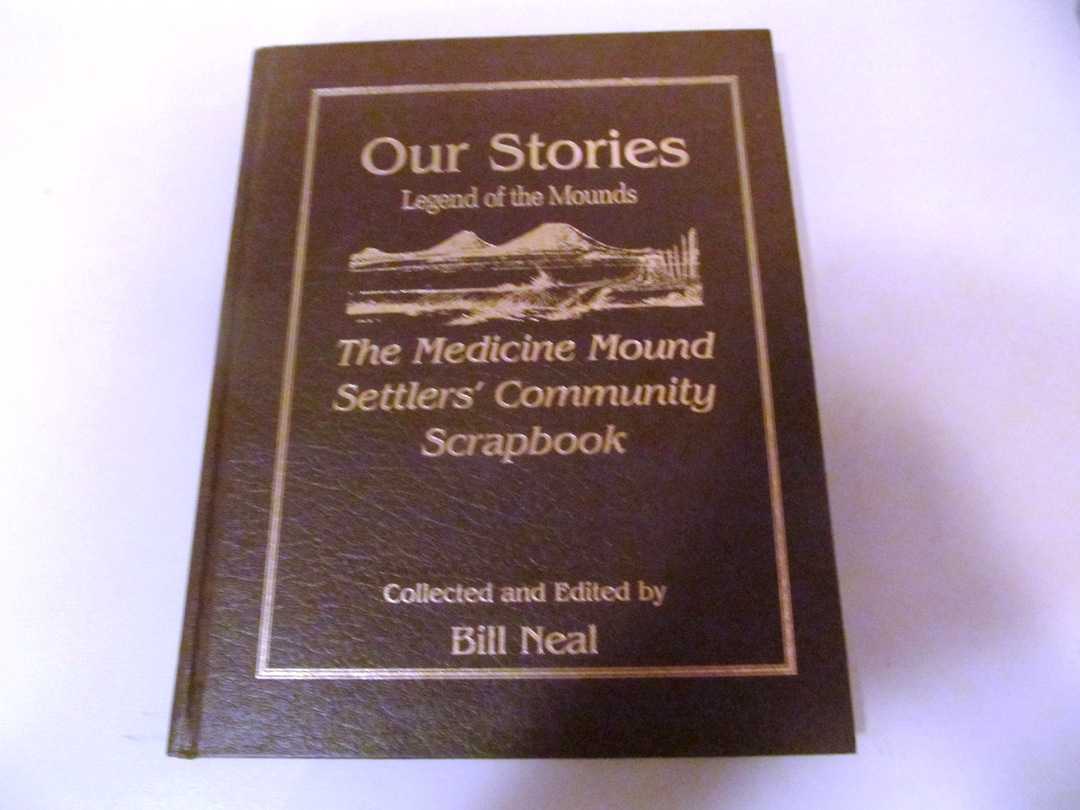 Our Stories
Legend of the Mounds
The Medicine Mound
Settlers' Community
Scrapbook
Collected and Edited by
Bill Neal